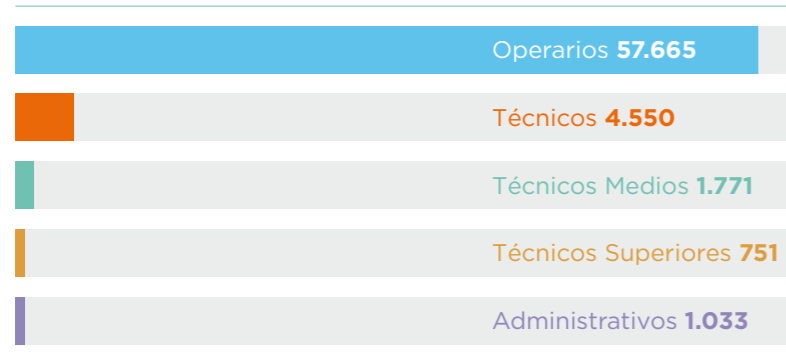 Operarios 57.665
Técnicos 4.550
Técnicos Medios 1.771
Técnicos Superiores 751
Administrativos 1.033